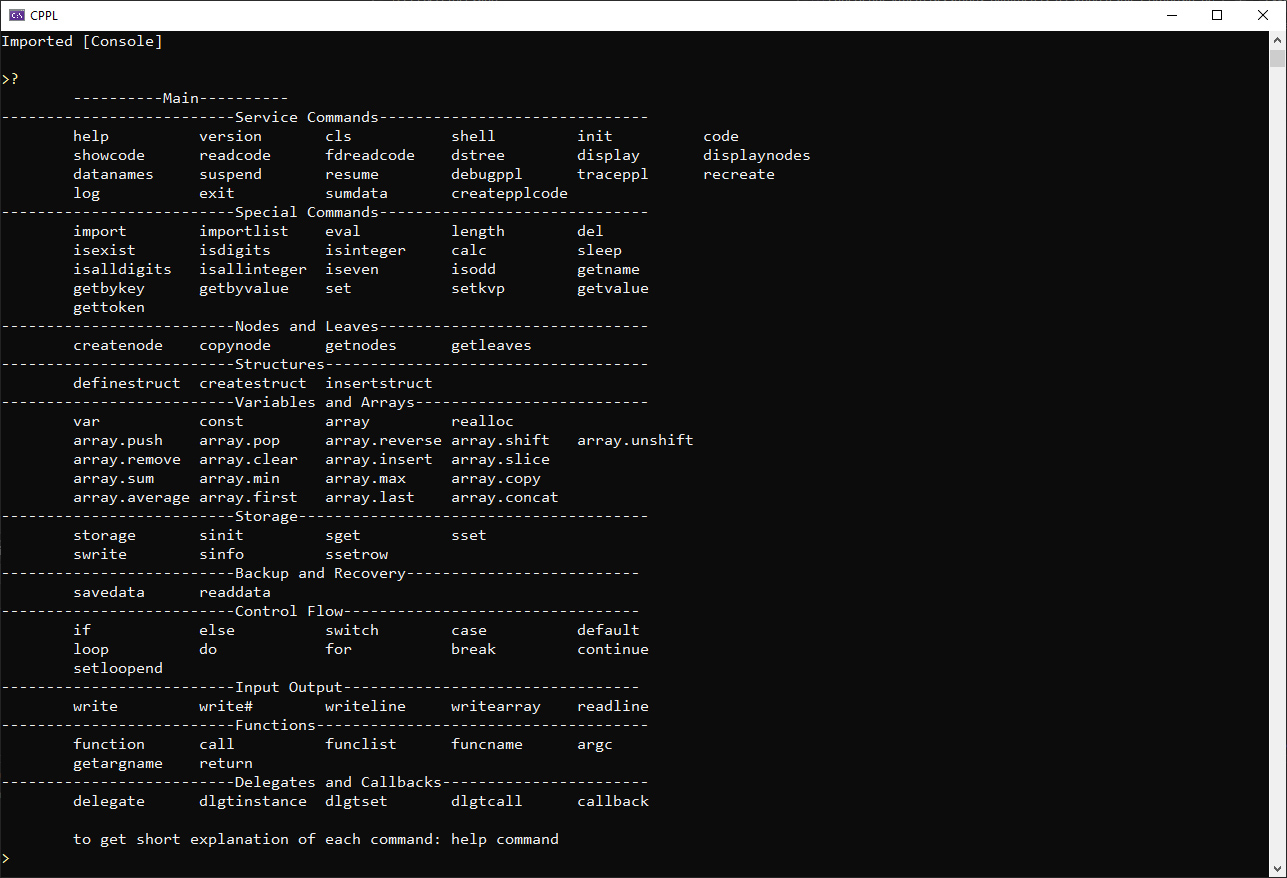 CPPL
Imported [Console]
>?
----------Main----------
--------------------------Service Commands------------------------------
help version cls shell init code
showcode readcode fdreadcode dstree display displaynodes
datanames suspend resume debugppl traceppl recreate
log exit sumdata createpplcode
--------------------------Special Commands------------------------------
import importlist eval length del
isexist isdigits isinteger calc sleep
isalldigits isallinteger iseven isodd getname
getbykey getbyvalue set setkvp getvalue
gettoken
--------------------------Nodes and Leaves------------------------------
createnode copynode getnodes getleaves
--------------------------Structures------------------------------------
definestruct createstruct insertstruct
--------------------------Variables and Arrays--------------------------
var const array realloc
array.push array.pop array.reverse array.shift array.unshift
array.remove array.clear array.insert array.slice
array.sum array.min array.max array.copy
array.average array.first array.last array.concat
--------------------------Storage---------------------------------------
storage sinit sget sset
swrite sinfo ssetrow
--------------------------Backup and Recovery--------------------------
savedata readdata
--------------------------Control Flow---------------------------------
if else switch case default
loop do for break continue
setloopend
--------------------------Input Output---------------------------------
write write# writeline writearray readline
--------------------------Functions-------------------------------------
function call funclist funcname argc
getargname return
--------------------------Delegates and Callbacks-----------------------
delegate dlgtinstance dlgtset dlgtcall callback
to get short explanation of each command: help command
>